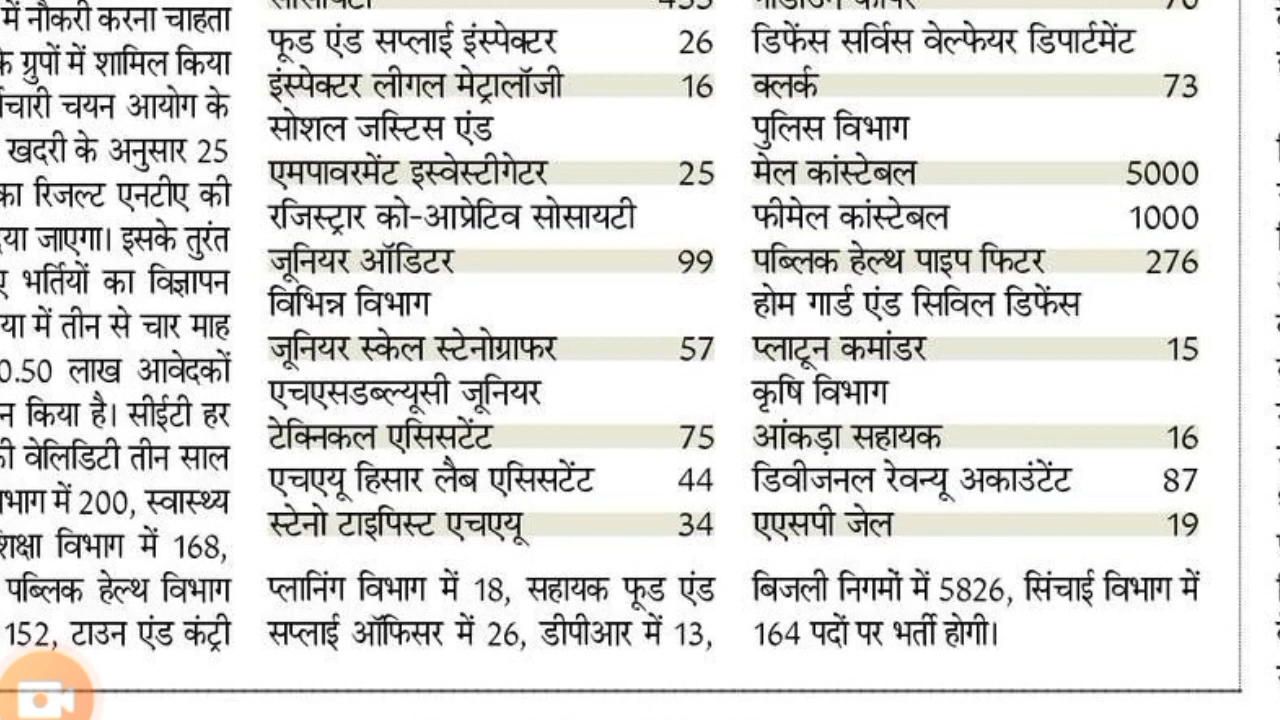 में नौकरी करना चाहता
के ग्रुपों में शामिल किया
चयन आयोग के
खदरी के अनुसार 25
का रिजल्ट एनटीए की
जाएगा। इसके तुरंत
भर्तियों का विज्ञापन
में तीन से चार माह
0.50 लाख आवेदकों
किया है। सीईटी हर
की वेलिडिटी तीन साल
में 200, स्वास्थ्य
शिक्षा विभाग में 168,
पब्लिक हेल्थ विभाग
152, टाउन एंड कंट्री
फूड एंड सप्लाई इंस्पेक्टर 26
इंस्पेक्टर लीगल मेट्रालॉजी 16
सोशल जस्टिस एंड
एमपावरमेंट इस्वेस्टीगेटर 25
रजिस्ट्रार को-आप्रेटिव सोसायटी
जूनियर ऑडिटर 99
विभिन्न विभाग
जूनियर स्केल स्टेनोग्राफर 57
एचएसडब्ल्यूसी जूनियर
टेक्निकल एसिसटेंट 75
एचएयू हिसार लैब एसिसटेंट 44
स्टेनो टाइपिस्ट एचएयू 34
प्लानिंग विभाग में 18, सहायक फूड एंड
सप्लाई ऑफिसर में 26, डीपीआर में 13,
डिफेंस सर्विस वेल्फेयर डिपार्टमेंट
क्लर्क 73
पुलिस विभाग
मेल कांस्टेबल 5000
फीमेल कांस्टेबल 1000
पब्लिक हेल्थ पाइप फिटर 276
होम गार्ड एंड सिविल डिफेंस
प्लाटून कमांडर 15
कृषि विभाग
आंकड़ा सहायक 16
डिवीजनल रेवन्यू अकाउंटेंट 87
एएसपी जेल 19
बिजली निगमों में 5826, सिंचाई विभाग में
164 पदों पर भर्ती होगी।